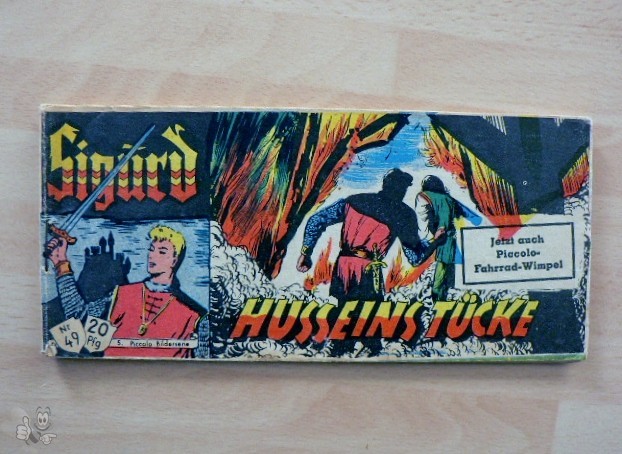 Sigurd
Nr.
49
20
Pfg
5. Piccolo Bilderserie
Jetzt auch
Piccolo-
Fahrrad-Wimpel
HUSSEINS TÜCKE